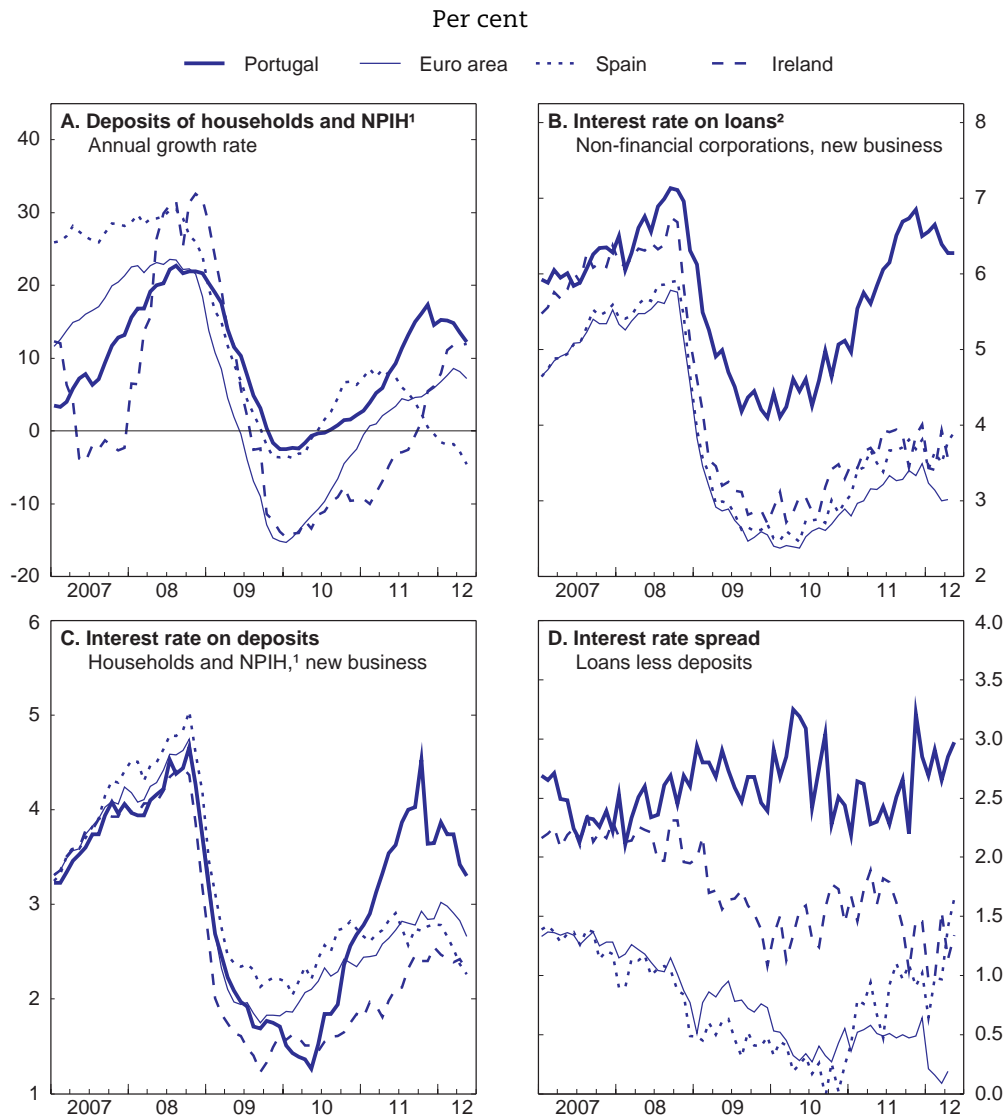 Per cent
Portugal Euro area Spain Ireland
A. Deposits of households and NPIH¹
Annual growth rate
40
30
20
10
0
-10
-20
2007 08 09 10 11 12
B. Interest rate on loans²
Non-financial corporations, new business
8
7
6
5
4
3
2
2007 08 09 10 11 12
C. Interest rate on deposits
Households and NPIH,¹ new business
6
5
4
3
2
1
2007 08 09 10 11 12
D. Interest rate spread
Loans less deposits
4.0
3.5
3.0
2.5
2.0
1.5
1.0
0.5
0.0
2007 08 09 10 11 12